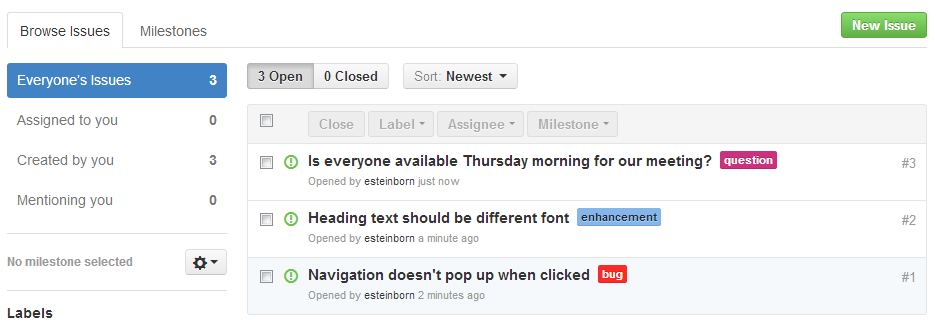 Browse Issues
Milestones
New Issue
Everyone's Issues 3
Assigned to you 0
Created by you 3
Mentioning you 0
No milestone selected
Labels
3 Open 0 Closed
Sort: Newest
Close Label Assignee Milestone
Is everyone available Thursday morning for our meeting? question #3
Opened by esteinborn just now
Heading text should be different font enhancement #2
Opened by esteinborn a minute ago
Navigation doesn't pop up when clicked bug #1
Opened by esteinborn 2 minutes ago